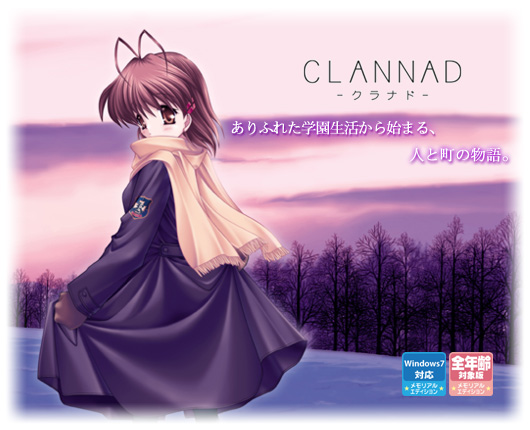 CLANNAD
-クラナド-
ありふれた学園生活から始まる、
人と町の物語。
Windows7
対応
メモリアル
エディション
全年齢
対象版
メモリアル
エディション